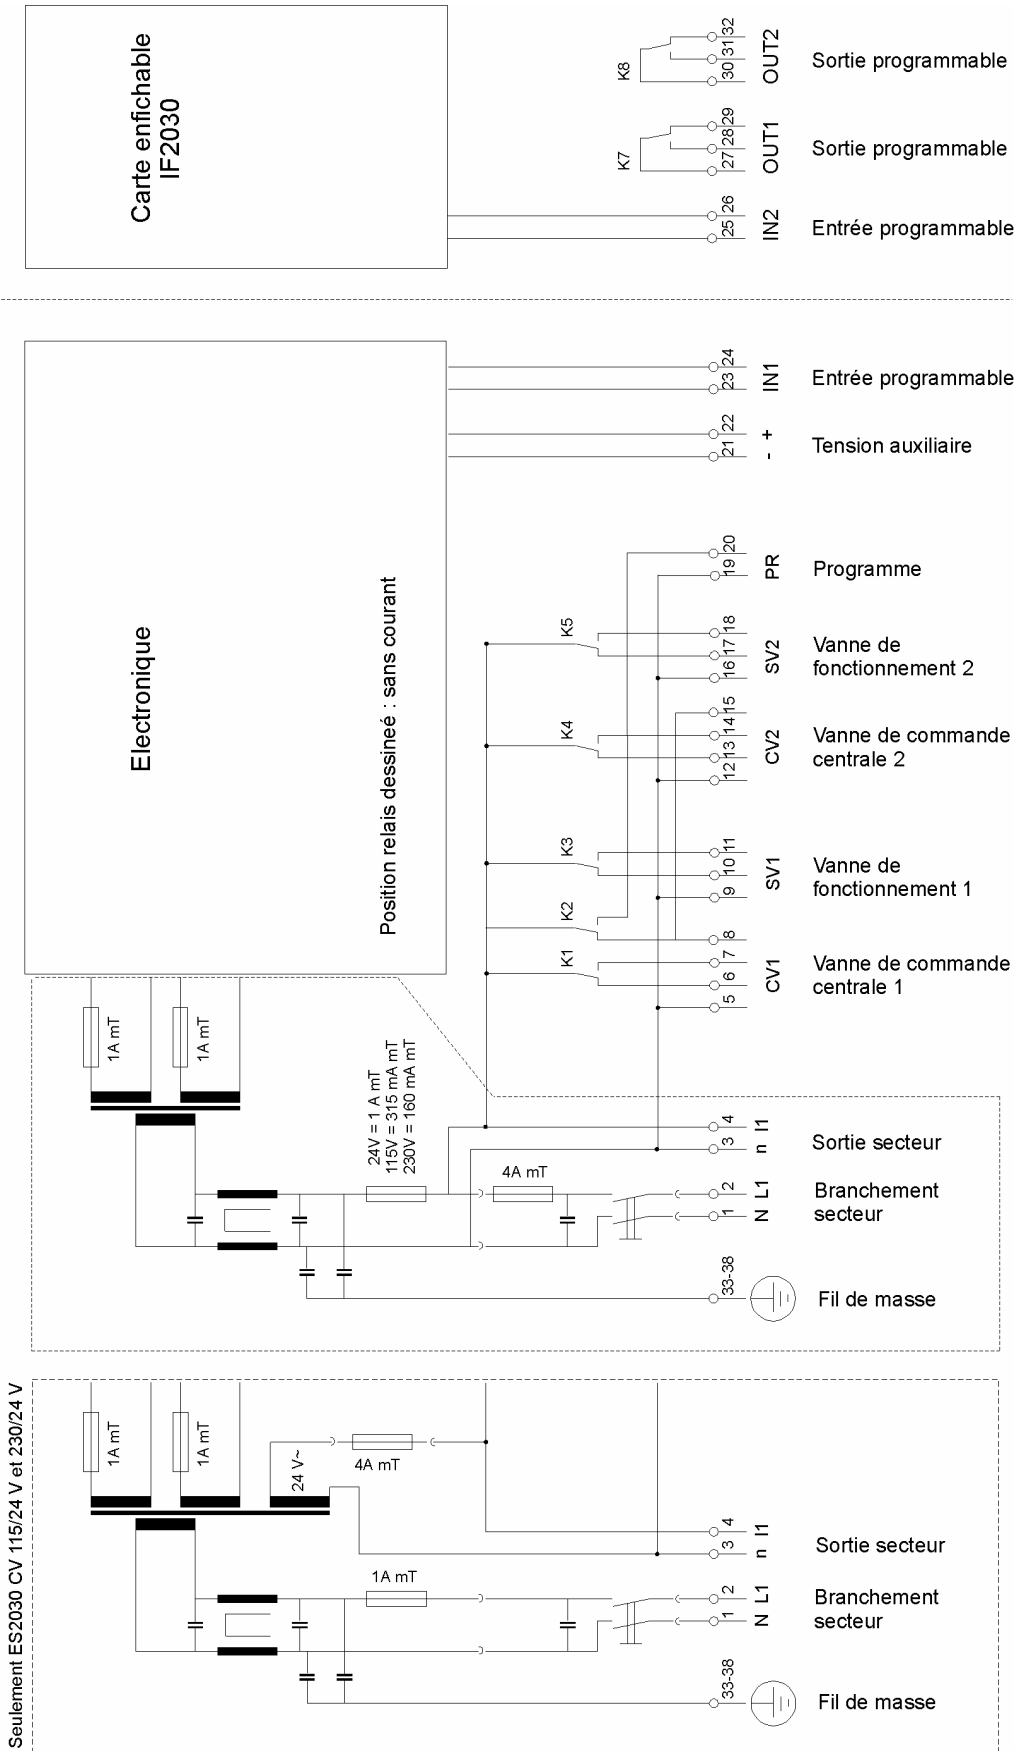 Carte enfichable
IF2030
K8
32
31
30
OUT2
Sortie programmable
K7
29
28
27
OUT1
Sortie programmable
26
25
IN2
Entrée programmable
Electronique
Position relais dessineé : sans courant
24
23
IN1
Entrée programmable
22
21
+
-
Tension auxiliaire
20
19
PR
Programme
K5
18
17
16
SV2
Vanne de
fonctionnement 2
K4
15
14
13
12
CV2
Vanne de commande
centrale 2
K3
11
10
9
SV1
Vanne de
fonctionnement 1
K2
8
K1
7
6
5
CV1
Vanne de commande
centrale 1
1A mT
1A mT
24V = 1 A mT
115V = 315 mA mT
230V = 160 mA mT
4A mT
4
3
l1
n
Sortie secteur
2
1
L1
N
Branchement
secteur
33-38
Fil de masse
Seulement ES2030 CV 115/24 V et 230/24 V
1A mT
1A mT
24 V~
4A mT
4
3
l1
n
Sortie secteur
1A mT
2
1
L1
N
Branchement
secteur
33-38
Fil de masse